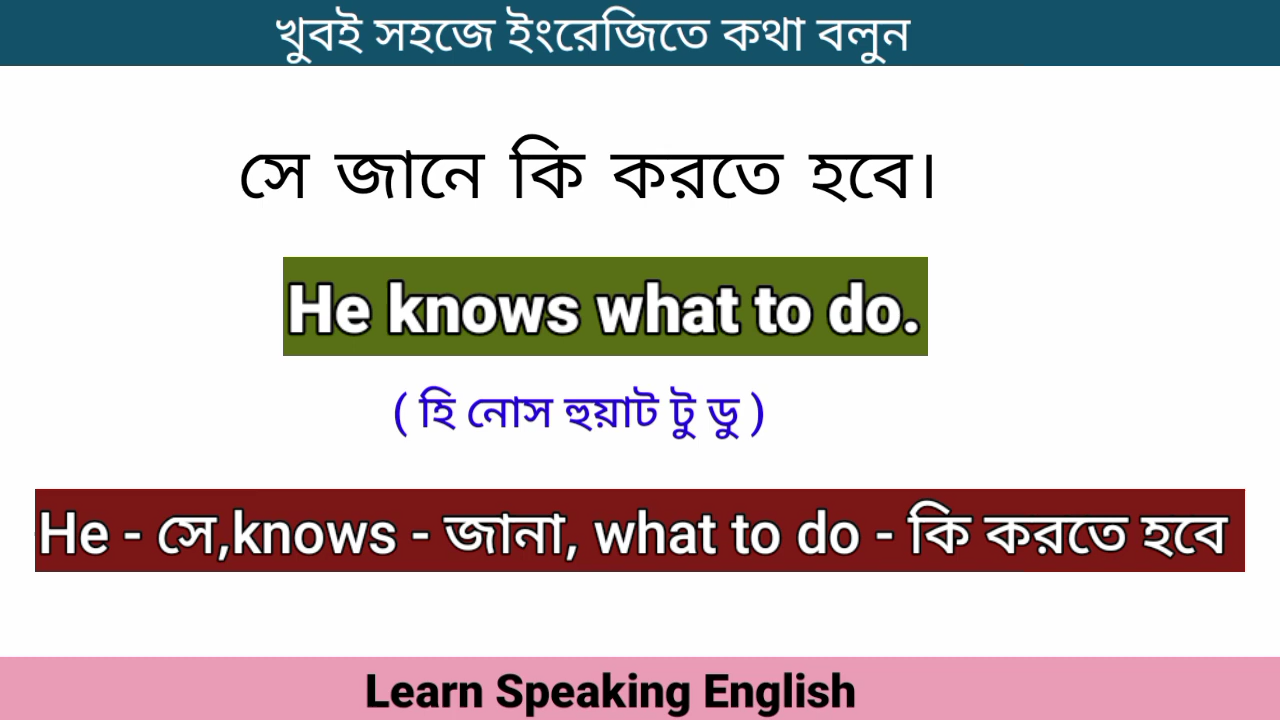 খুবই সহজে ইংরেজিতে কথা বলুন
সে জানে কি করতে হবে।
He knows what to do.
( হি নোস হুয়াট টু ডু )
He - সে,knows - জানা, what to do - কি করতে হবে
Learn Speaking English